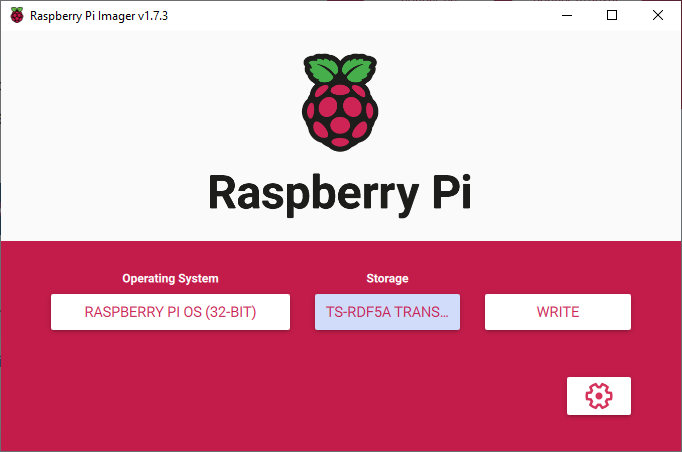 Raspberry Pi Imager v1.7.3
Raspberry Pi
Operating System
Storage
RASPBERRY PI OS (32-BIT)
TS-RDF5A TRANS...
WRITE